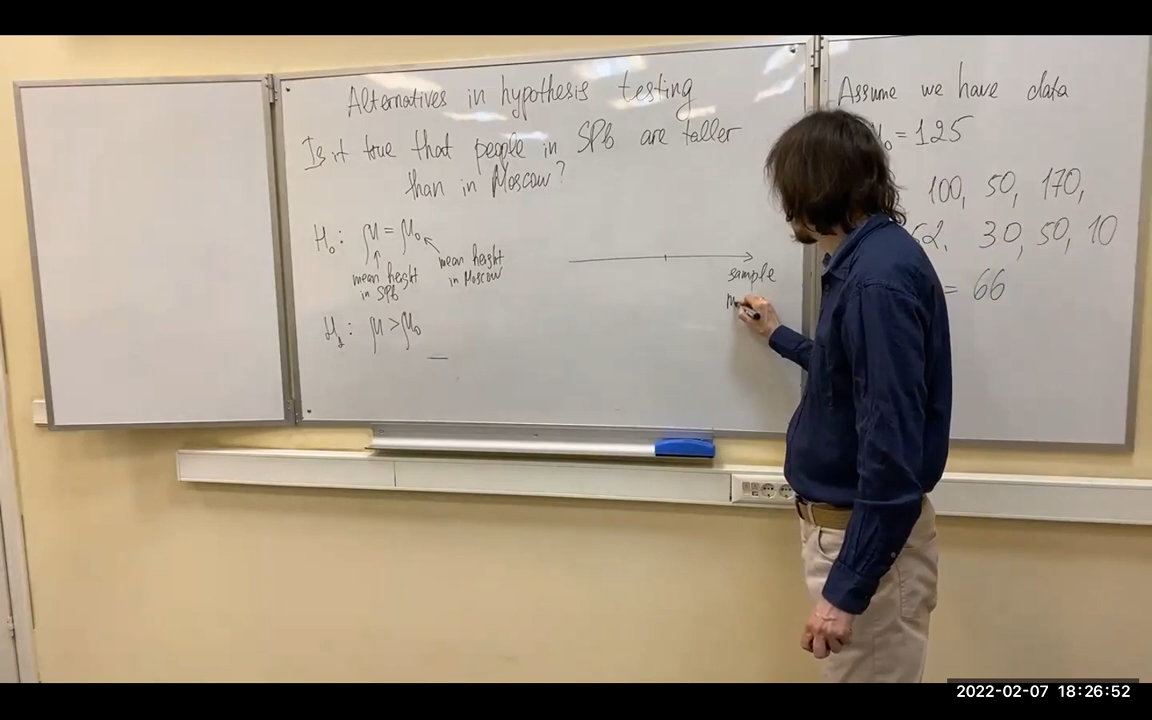 Alternatives in hypothesis testing
Is it true that people in SPb are taller
than in Moscow?
H₀: μ = μ₀
mean height
in SPb
mean height
in Moscow
H₁: μ > μ₀
sample
Assume we have data
= 125
100, 50, 170,
62, 30, 50, 10
= 66
2022-02-07 18:26:52